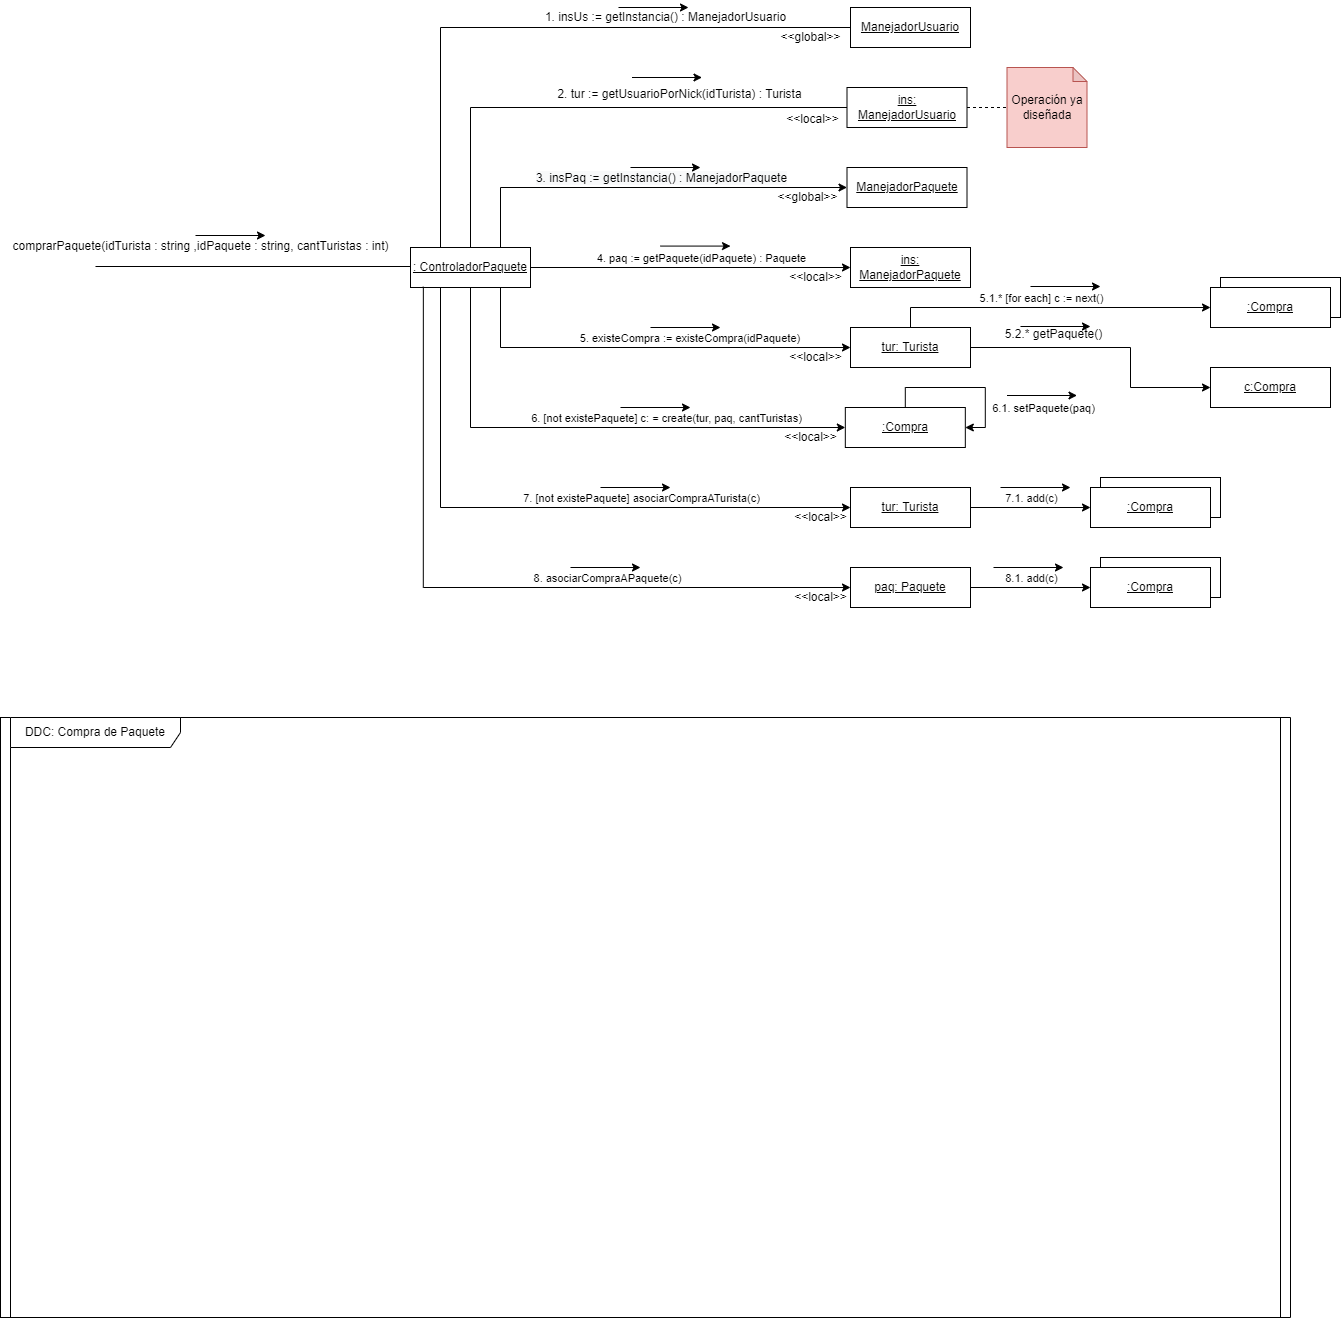 1. insUs := getInstancia() : ManejadorUsuario
<<global>>
ManejadorUsuario
2. tur := getUsuarioPorNick(idTurista) : Turista
<<local>>
ins:
ManejadorUsuario
Operación ya
diseñada
3. insPaq := getInstancia() : ManejadorPaquete
<<global>>
ManejadorPaquete
comprarPaquete(idTurista : string ,idPaquete : string, cantTuristas : int)
: ControladorPaquete
4. paq := getPaquete(idPaquete) : Paquete
<<local>>
ins:
ManejadorPaquete
5. existeCompra := existeCompra(idPaquete)
<<local>>
tur: Turista
5.1.* [for each] c := next()
:Compra
5.2.* getPaquete()
c:Compra
6. [not existePaquete] c: = create(tur, paq, cantTuristas)
<<local>>
:Compra
6.1. setPaquete(paq)
7. [not existePaquete] asociarCompraATurista(c)
<<local>>
tur: Turista
7.1. add(c)
:Compra
8. asociarCompraAPaquete(c)
<<local>>
paq: Paquete
8.1. add(c)
:Compra
DDC: Compra de Paquete